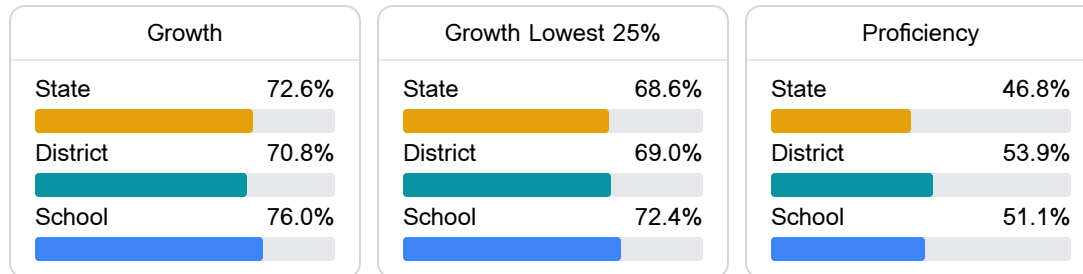 Growth
State 72.6%
District 70.8%
School 76.0%
Growth Lowest 25%
State 68.6%
District 69.0%
School 72.4%
Proficiency
State 46.8%
District 53.9%
School 51.1%